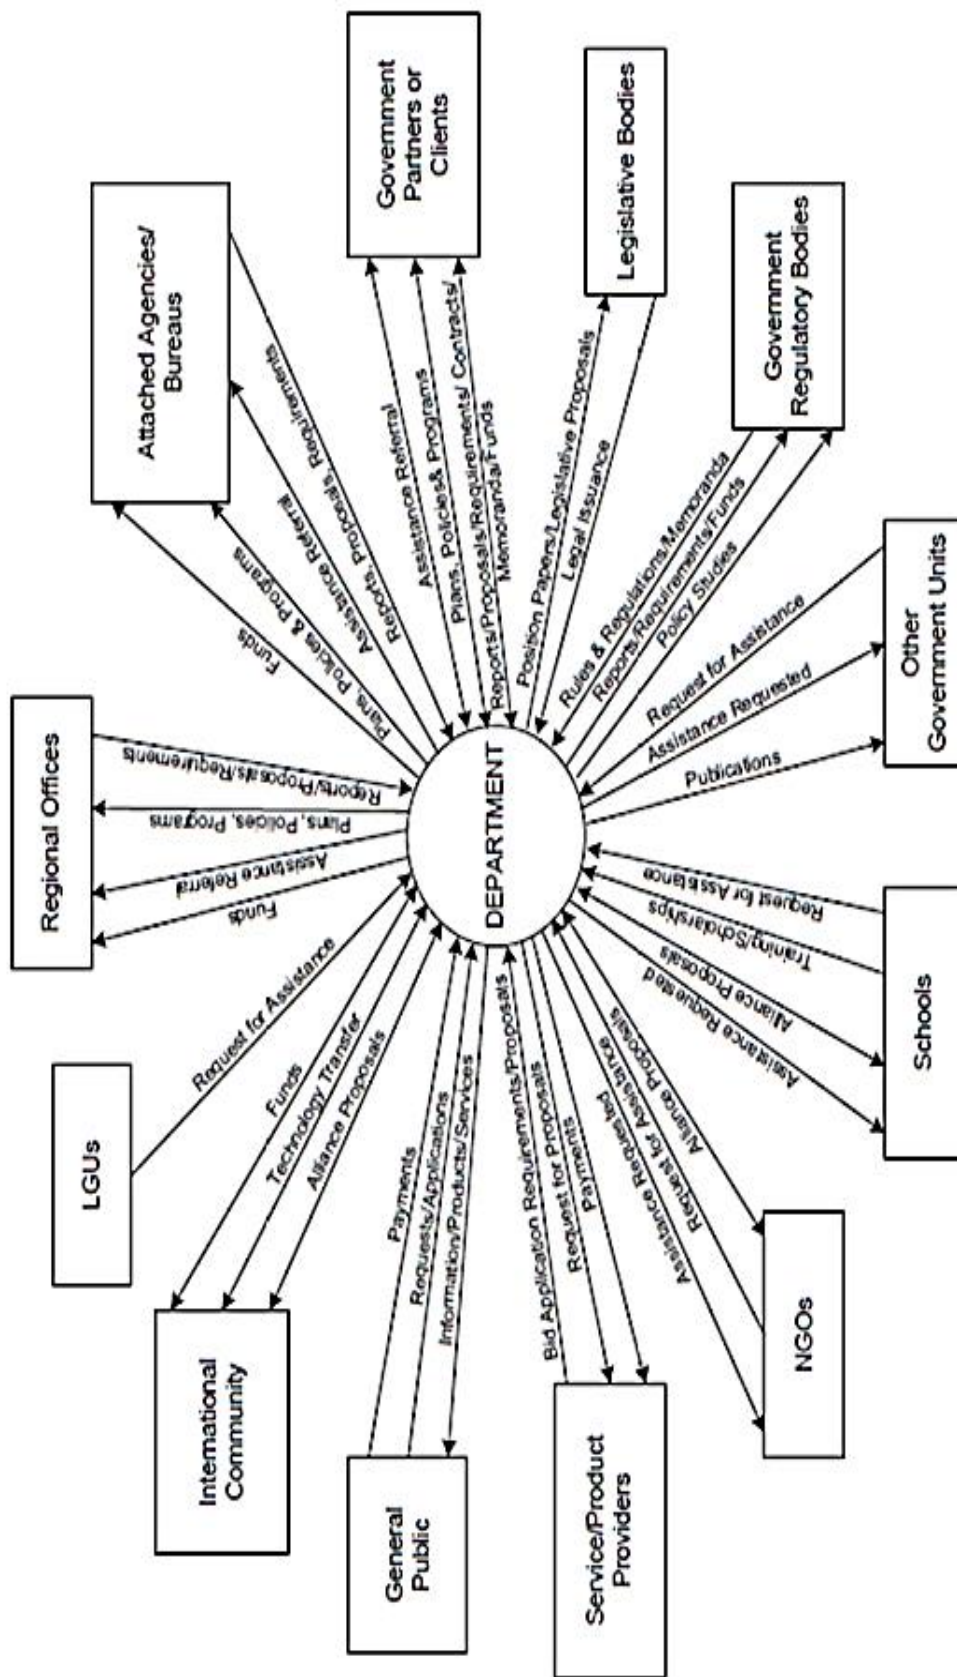 Regional Offices
Funds
Assistance Referral
Plans, Policies, Programs
Reports/Proposals/Requirements
Attached Agencies/
Bureaus
Funds
Plans, Policies & Programs
Assistance Referral
Reports, Proposals, Requirements
Government
Partners or
Clients
Assistance Referral
Plans, Policies& Programs
Reports/Proposals/Requirements/ Contracts/
Memoranda/Funds
Legislative Bodies
Position Papers/Legislative Proposals
Legal Issuance
Government
Regulatory Bodies
Rules & Regulations/Memoranda
Reports/Requirements/Funds
Policy Studies
Other
Government Units
Request for Assistance
Assistance Requested
Publications
Schools
Request for Assistance
Training/Scholarships
Alliance Proposals
Assistance Requested
NGOs
Alliance Proposals
Request for Assistance
Assistance Requested
Service/Product
Providers
Bid Application Requirements/Proposals
Request for Proposals
Payments
General
Public
Payments
Requests/Applications
Information/Products/Services
International
Community
Funds
Technology Transfer
Alliance Proposals
LGUs
Request for Assistance
DEPARTMENT